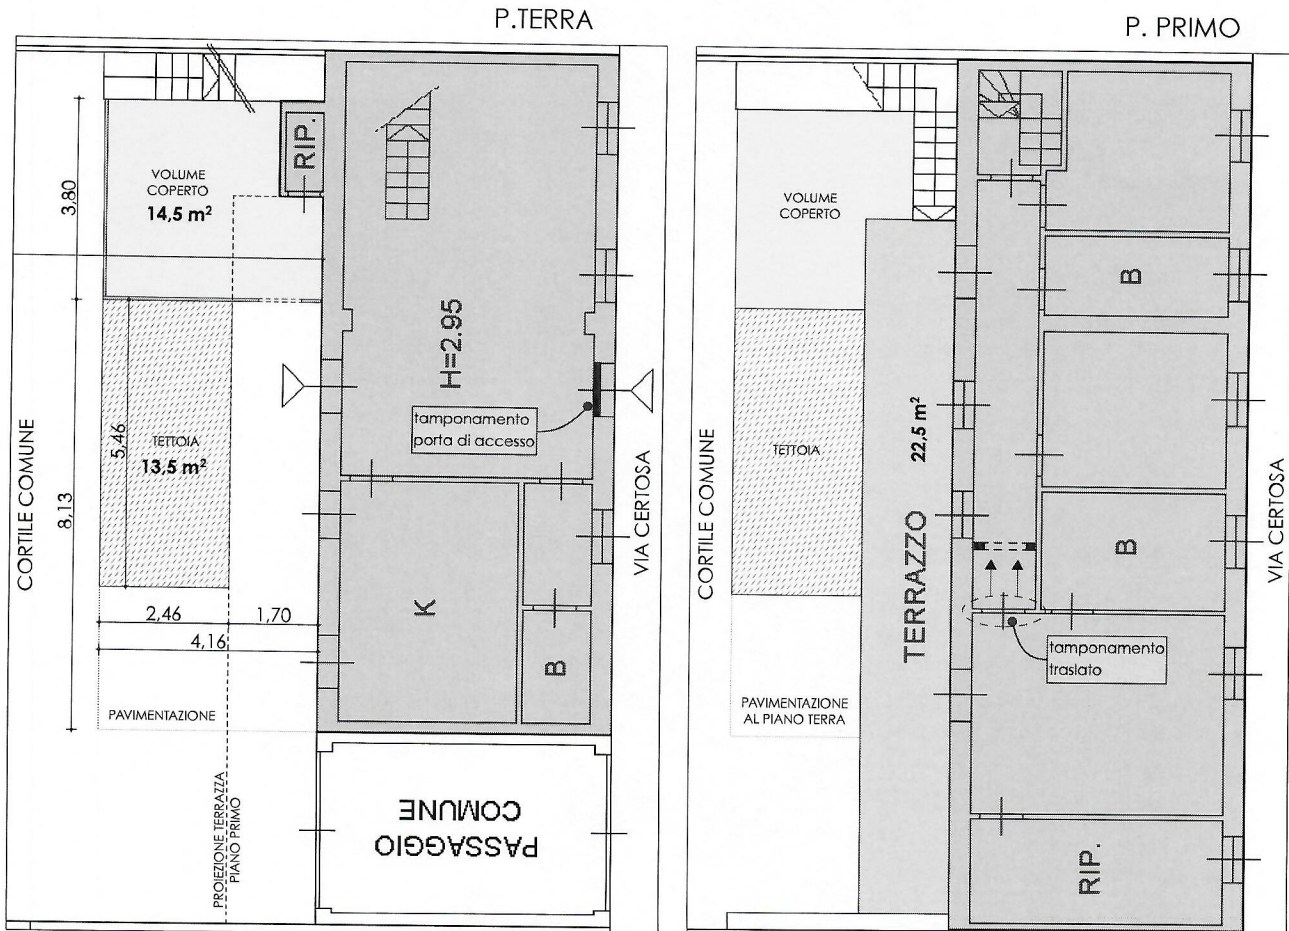 P.TERRA
RIP.
VOLUME
COPERTO
14,5 m²
3,80
H=2.95
tamponamento
porta di accesso
CORTILE COMUNE
5,46
TETTOIA
13,5 m²
8,13
VIA CERTOSA
K
2,46
1,70
4,16
B
PAVIMENTAZIONE
PROIEZIONE TERRAZZA
PIANO PRIMO
PASSAGGIO
COMUNE
P. PRIMO
VOLUME
COPERTO
B
CORTILE COMUNE
TETTOIA
22,5 m²
TERRAZZO
B
VIA CERTOSA
tamponamento
traslato
PAVIMENTAZIONE
AL PIANO TERRA
RIP.